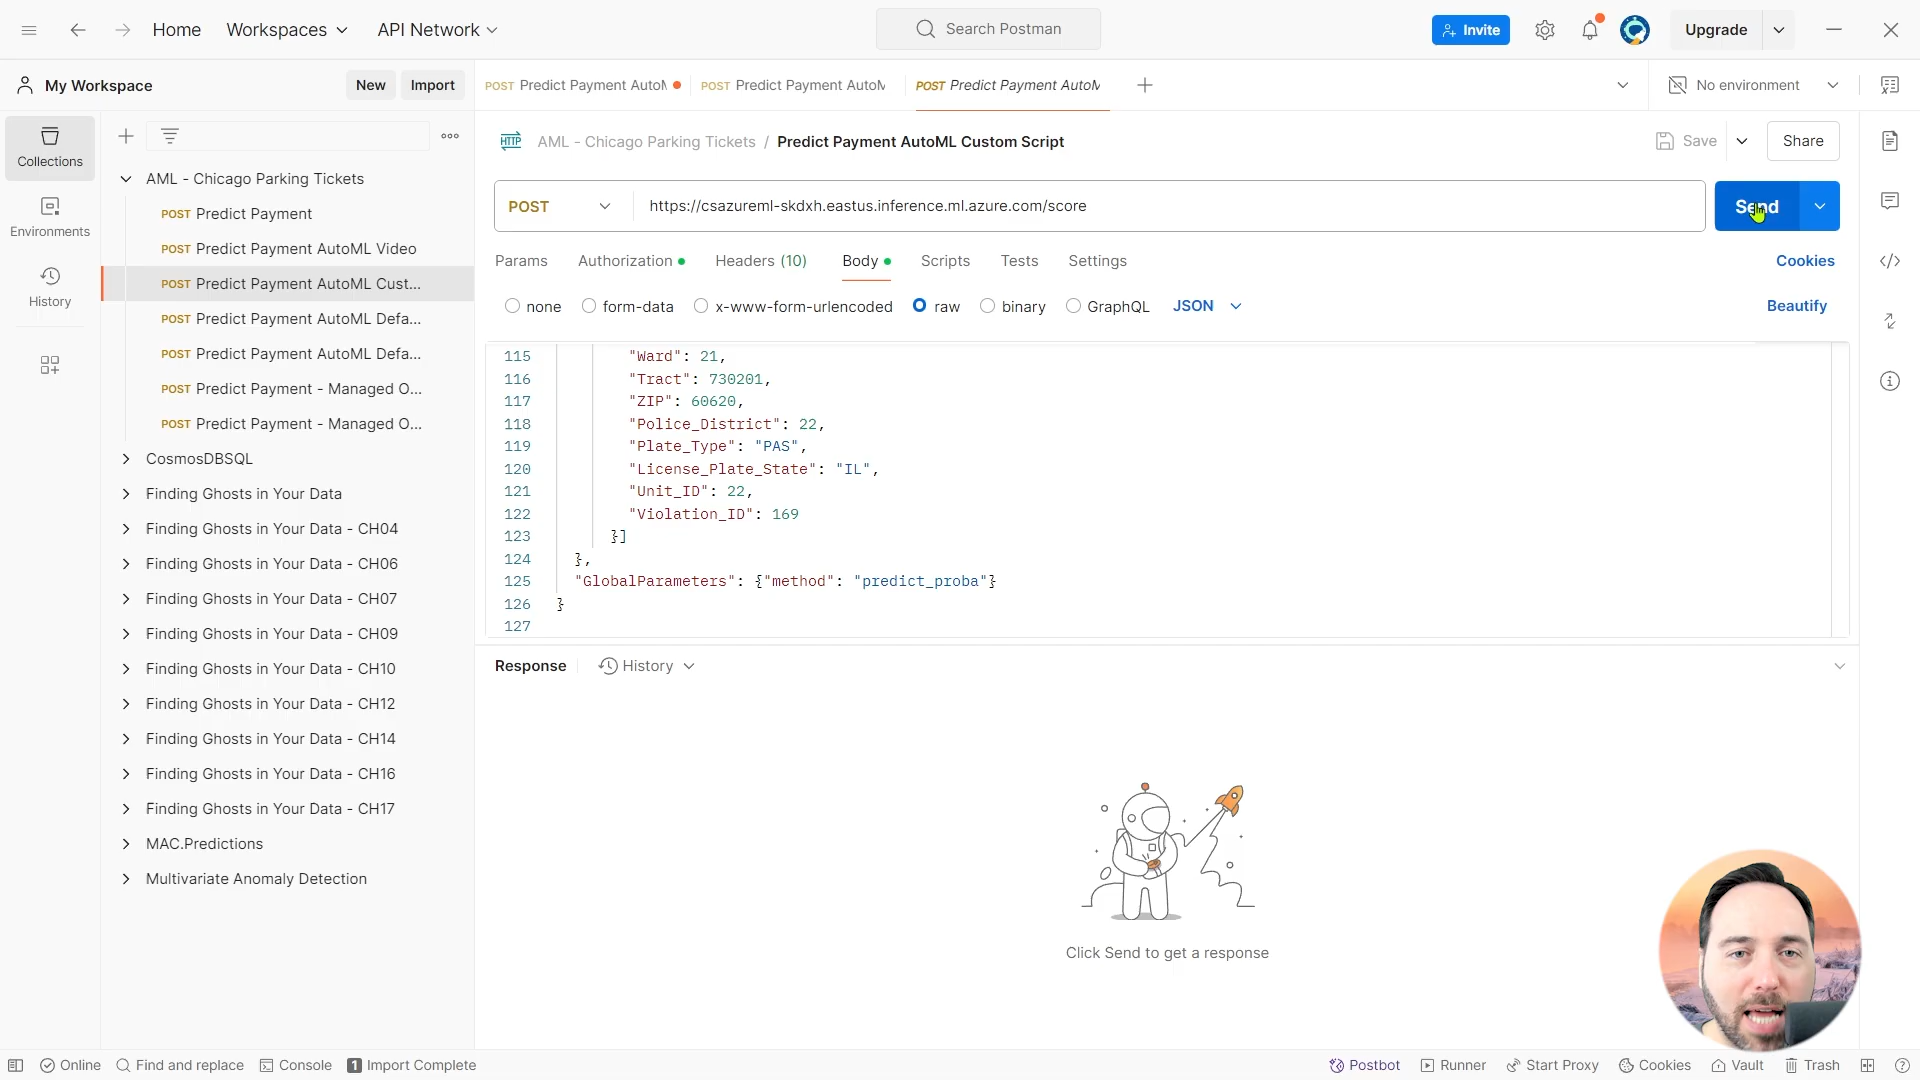 Home
Workspaces
API Network
Search Postman
Invite
Upgrade
My Workspace
New
Import
POST Predict Payment AutoM
POST Predict Payment AutoM
POST Predict Payment AutoM
No environment
Collections
Environments
History
AML - Chicago Parking Tickets
POST Predict Payment
POST Predict Payment AutoML Video
POST Predict Payment AutoML Cust...
POST Predict Payment AutoML Defa...
POST Predict Payment AutoML Defa...
POST Predict Payment - Managed O...
POST Predict Payment - Managed O...
CosmosDBSQL
Finding Ghosts in Your Data
Finding Ghosts in Your Data - CH04
Finding Ghosts in Your Data - CH06
Finding Ghosts in Your Data - CH07
Finding Ghosts in Your Data - CH09
Finding Ghosts in Your Data - CH10
Finding Ghosts in Your Data - CH12
Finding Ghosts in Your Data - CH14
Finding Ghosts in Your Data - CH16
Finding Ghosts in Your Data - CH17
MAC.Predictions
Multivariate Anomaly Detection
HTTP AML - Chicago Parking Tickets / Predict Payment AutoML Custom Script
Save
Share
POST https://csazureml-skdxh.eastus.inference.ml.azure.com/score
Send
Params Authorization Headers (10) Body Scripts Tests Settings
Cookies
none form-data x-www-form-urlencoded raw binary GraphQL JSON
Beautify
115 "Ward": 21,
116 "Tract": 730201,
117 "ZIP": 60620,
118 "Police_District": 22,
119 "Plate_Type": "PAS",
120 "License_Plate_State": "IL",
121 "Unit_ID": 22,
122 "Violation_ID": 169
123 }]
124 },
125 "GlobalParameters": {"method": "predict_proba"}
126 }
127
Response
History
Click Send to get a response
Online
Find and replace
Console
1 Import Complete
Postbot
Runner
Start Proxy
Cookies
Vault
Trash